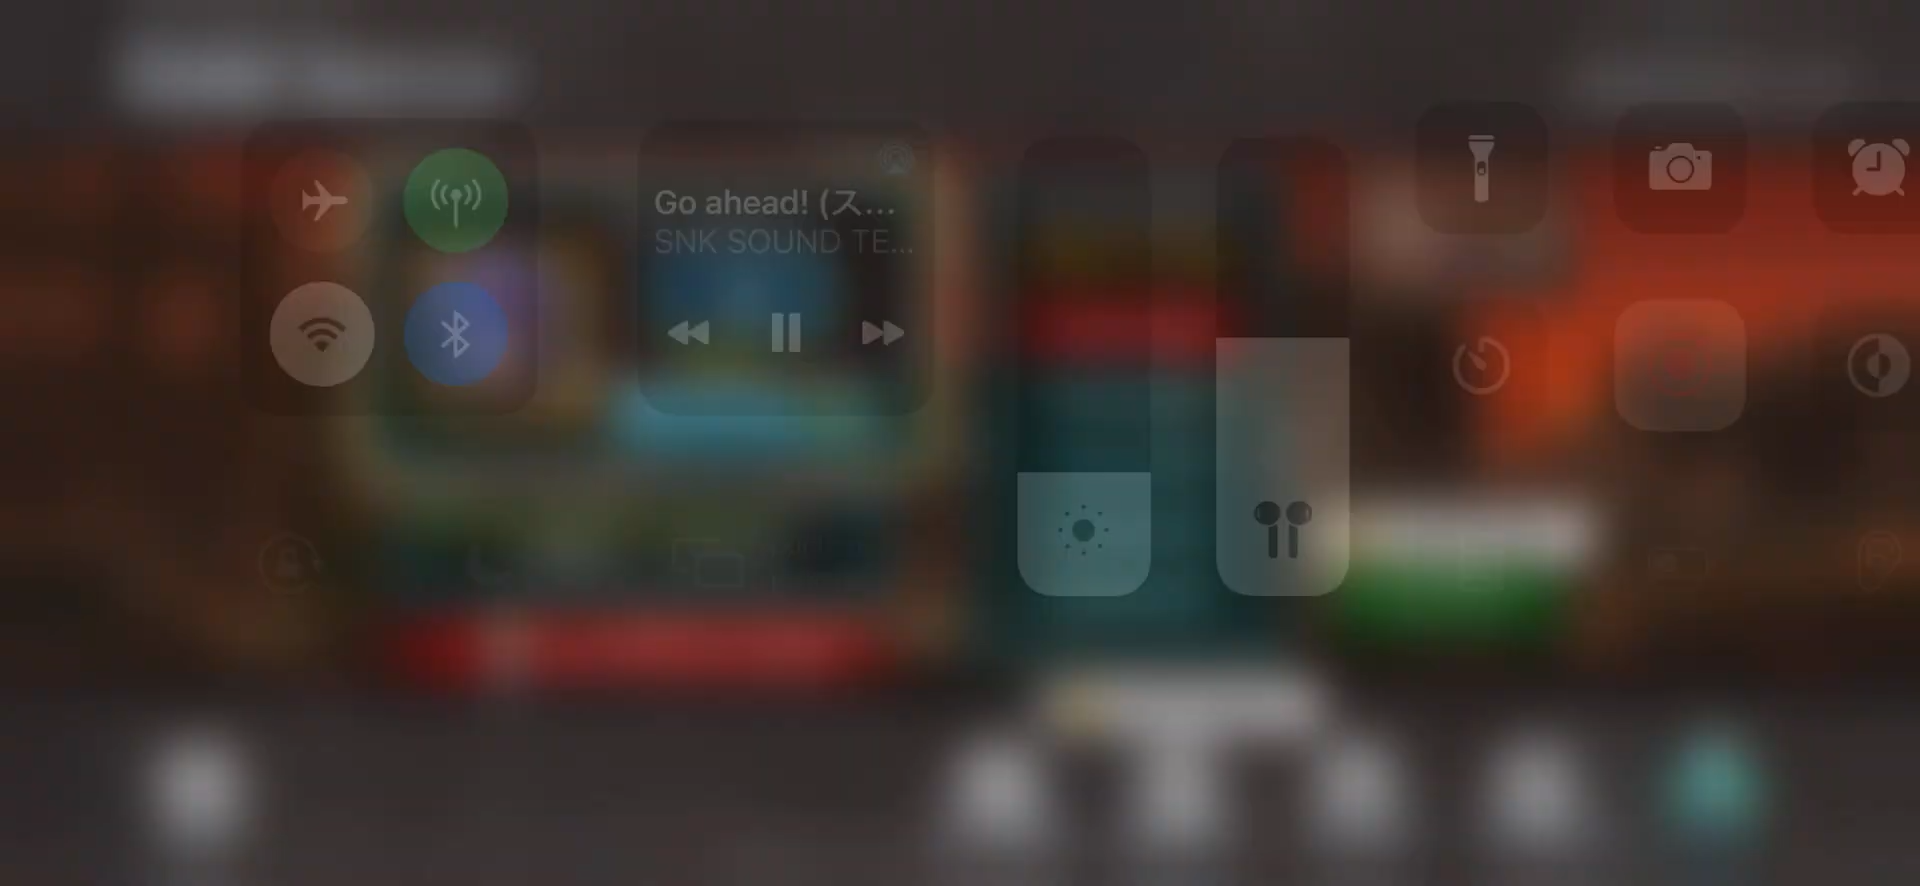 Go ahead! (ス...
SNK SOUND TE...